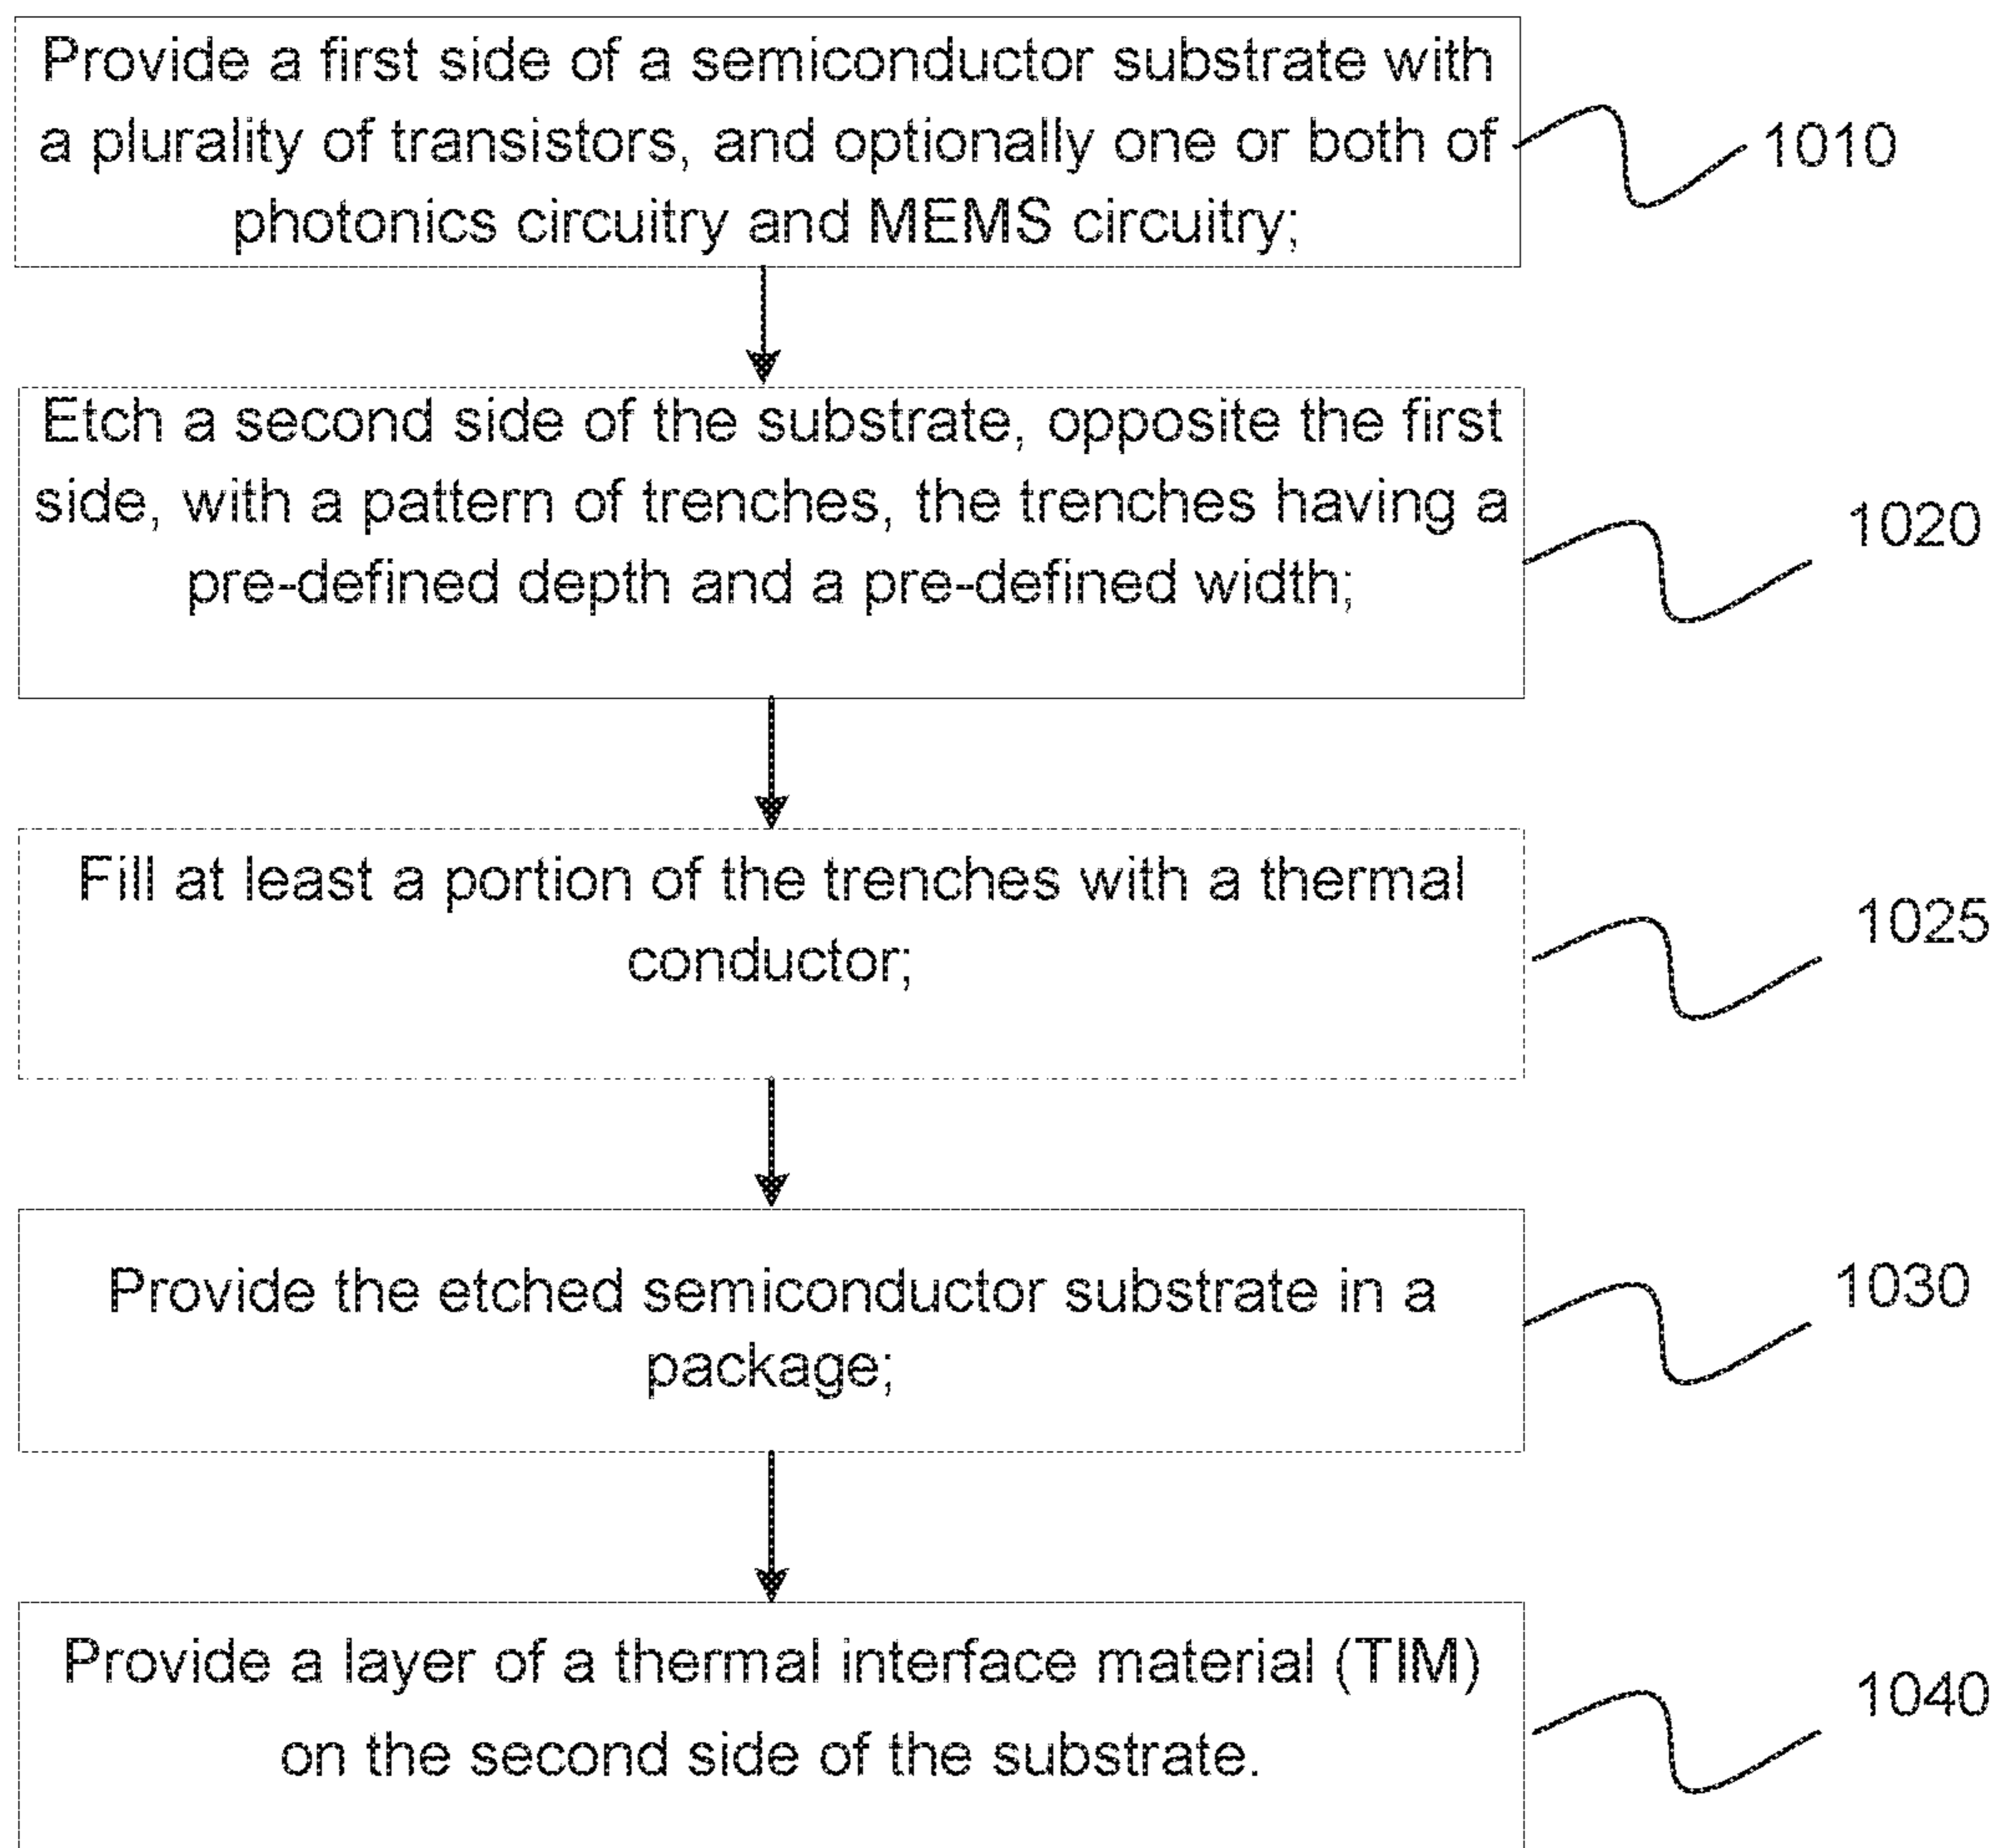 Provide a first side of a semiconductor substrate with
a plurality of transistors, and optionally one or both of
photonics circuitry and MEMS circuitry;
1010
Etch a second side of the substrate, opposite the first
side, with a pattern of trenches, the trenches having a
pre-defined depth and a pre-defined width;
1020
Fill at least a portion of the trenches with a thermal
conductor;
1025
Provide the etched semiconductor substrate in a
package;
1030
Provide a layer of a thermal interface material (TIM)
on the second side of the substrate.
1040